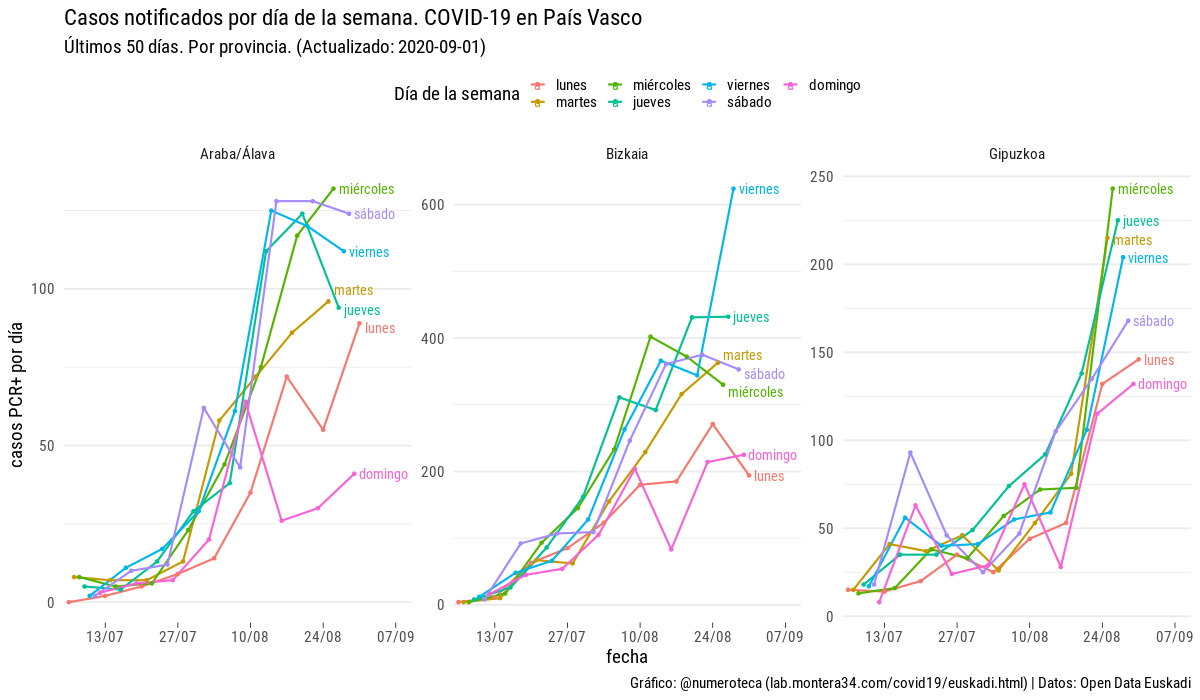 Casos notificados por día de la semana. COVID-19 en País Vasco
Últimos 50 días. Por provincia. (Actualizado: 2020-09-01)
Día de la semana
lunes
miércoles
viernes
domingo
martes
jueves
sábado
Araba/Álava
Bizkaia
Gipuzkoa
casos PCR+ por día
100
50
0
miércoles
sábado
viernes
martes
jueves
lunes
domingo
13/07
27/07
10/08
24/08
07/09
600
400
200
0
viernes
jueves
martes
sábado
miércoles
domingo
lunes
13/07
27/07
10/08
24/08
07/09
250
200
150
100
50
0
miércoles
jueves
martes
viernes
sábado
lunes
domingo
13/07
27/07
10/08
24/08
07/09
fecha
Gráfico: @numeroteca (lab.montera34.com/covid19/euskadi.html) | Datos: Open Data Euskadi